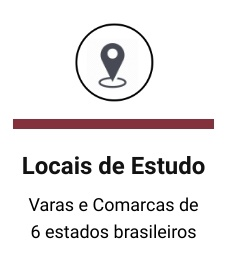 Locais de Estudo
Varas e Comarcas de
6 estados brasileiros